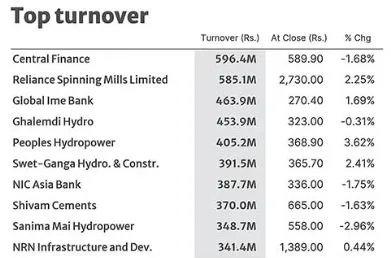 Top turnover
Turnover (Rs.) At Close (Rs.) % Chg
Central Finance 596.4M 589.90 -1.68%
Reliance Spinning Mills Limited 585.1M 2,730.00 2.25%
Global Ime Bank 463.9M 270.40 1.69%
Ghalemdi Hydro 453.9M 323.00 -0.31%
Peoples Hydropower 405.2M 368.90 3.62%
Swet-Ganga Hydro. & Constr. 391.5M 365.70 2.41%
NIC Asia Bank 387.7M 336.00 -1.75%
Shivam Cements 370.0M 665.00 -1.63%
Sanima Mai Hydropower 348.7M 558.00 -2.96%
NRN Infrastructure and Dev. 341.4M 1,389.00 0.44%